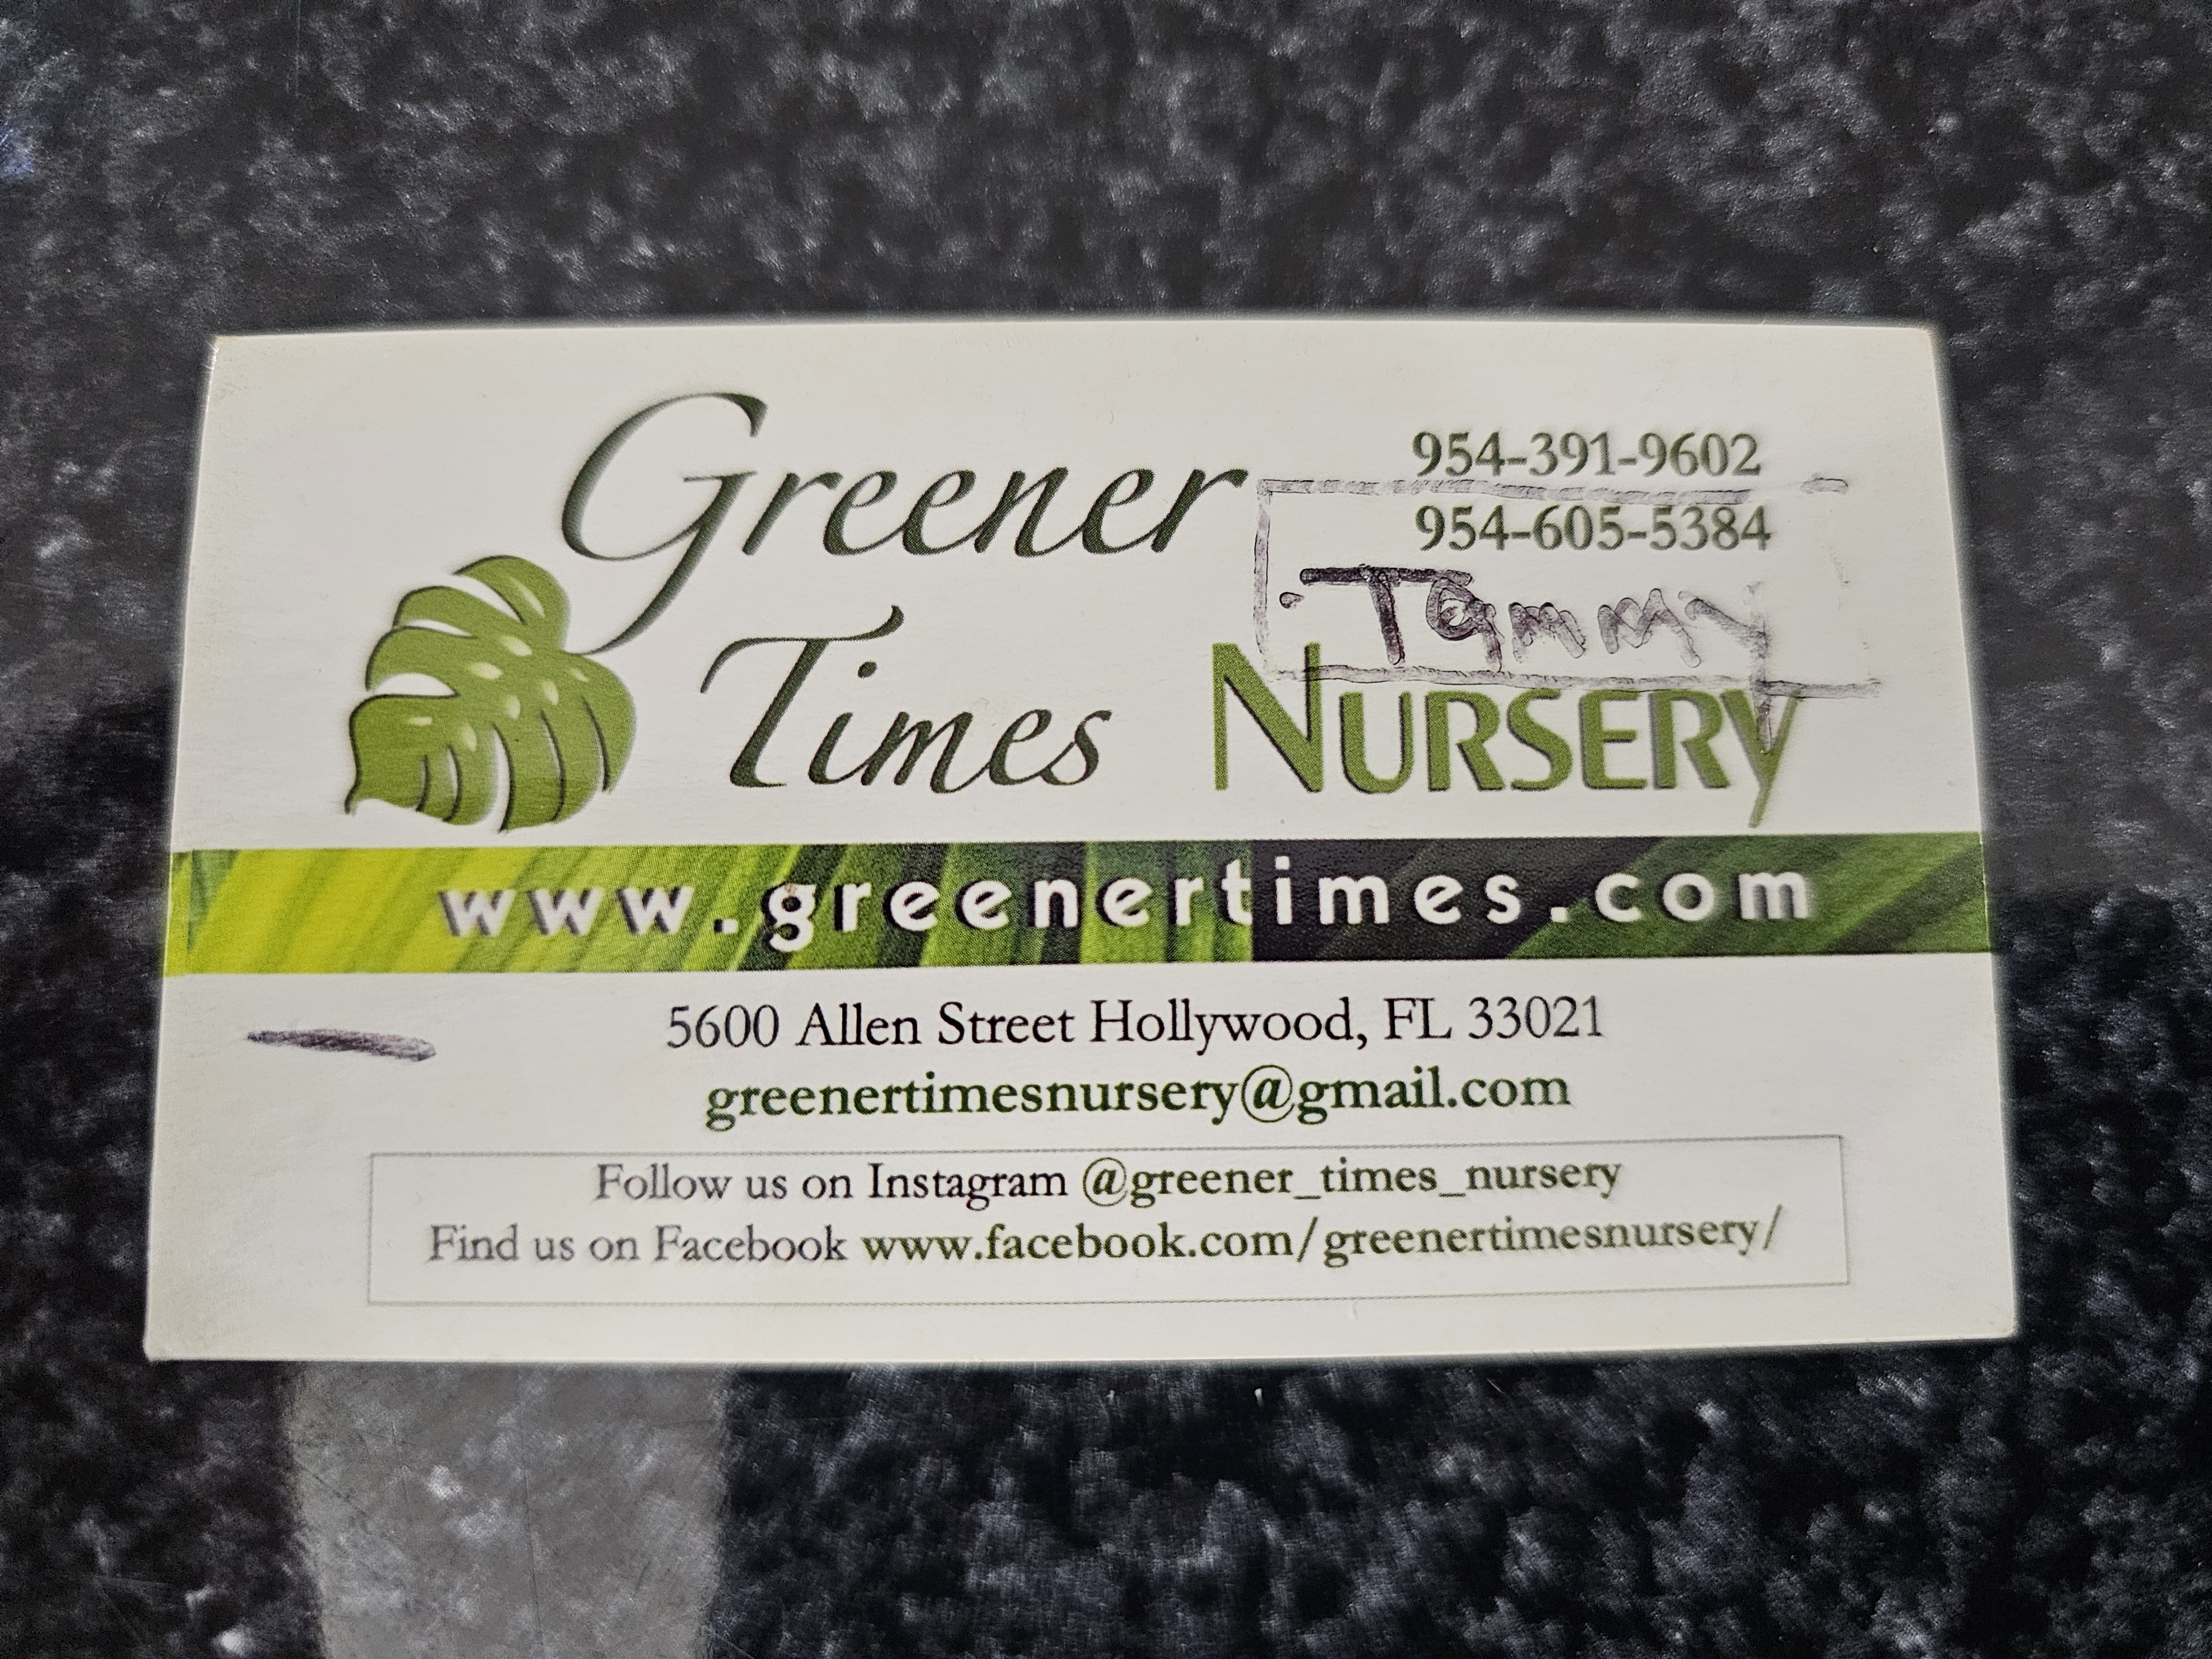 Greener
Times Nursery
954-391-9602
954-605-5384
Tammy
www.greenertimes.com
5600 Allen Street Hollywood, FL 33021
greenertimesnursery@gmail.com
Follow us on Instagram @greener_times_nursery
Find us on Facebook www.facebook.com/greenertimesnursery/